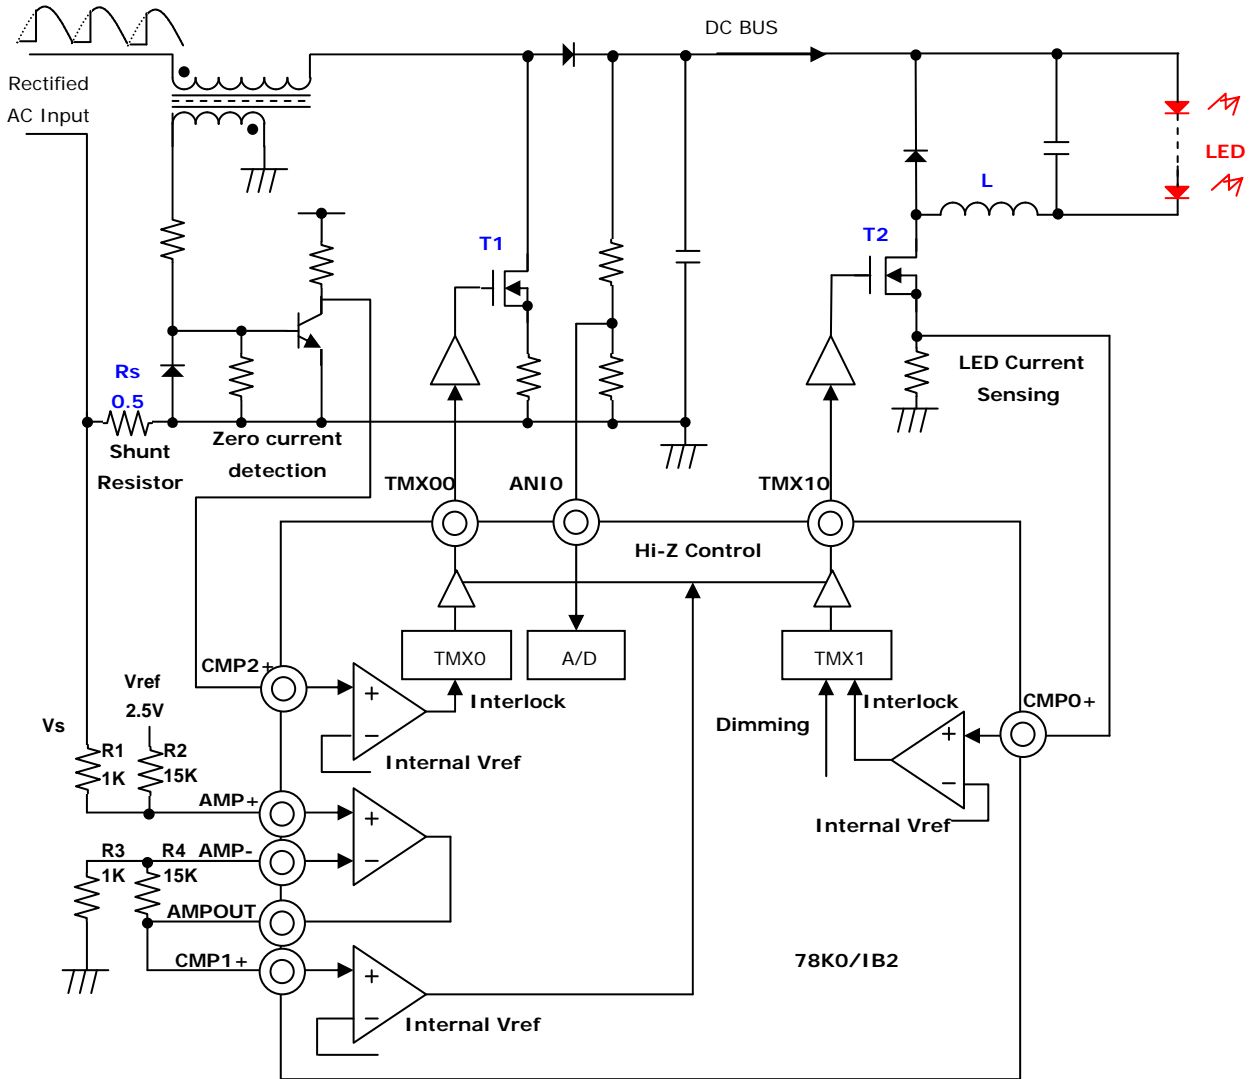 DC BUS
Rectified
AC Input
LED
L
T1
T2
Rs
0.5
LED Current
Sensing
Shunt
Resistor
Zero current
detection
TMX00
ANI0
TMX10
Hi-Z Control
CMP2+
TMX0
A/D
TMX1
Vref
2.5V
Interlock
Interlock
CMP0+
Vs
Dimming
R1
1K
R2
15K
+
−
Internal Vref
+
−
AMP+
Internal Vref
+
−
R3
1K
R4
15K
AMP-
AMPOUT
CMP1+
+
−
78K0/IB2
Internal Vref